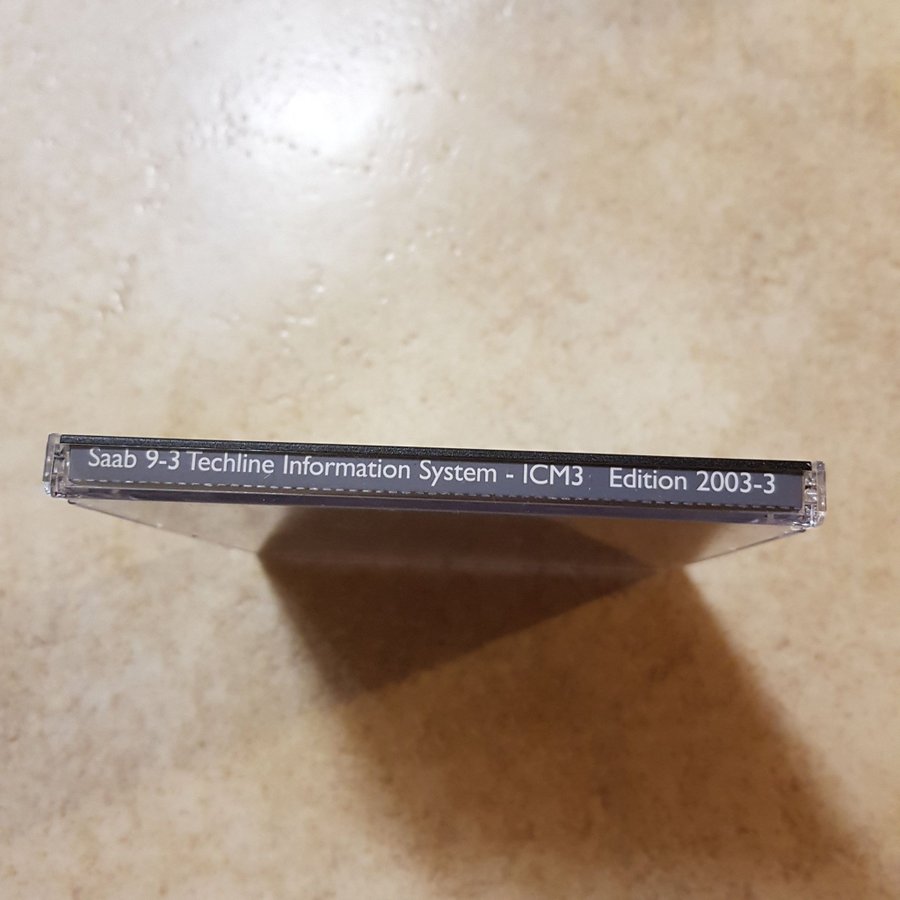 Saab 9-3 Techline Information System - ICM3 Edition 2003-3